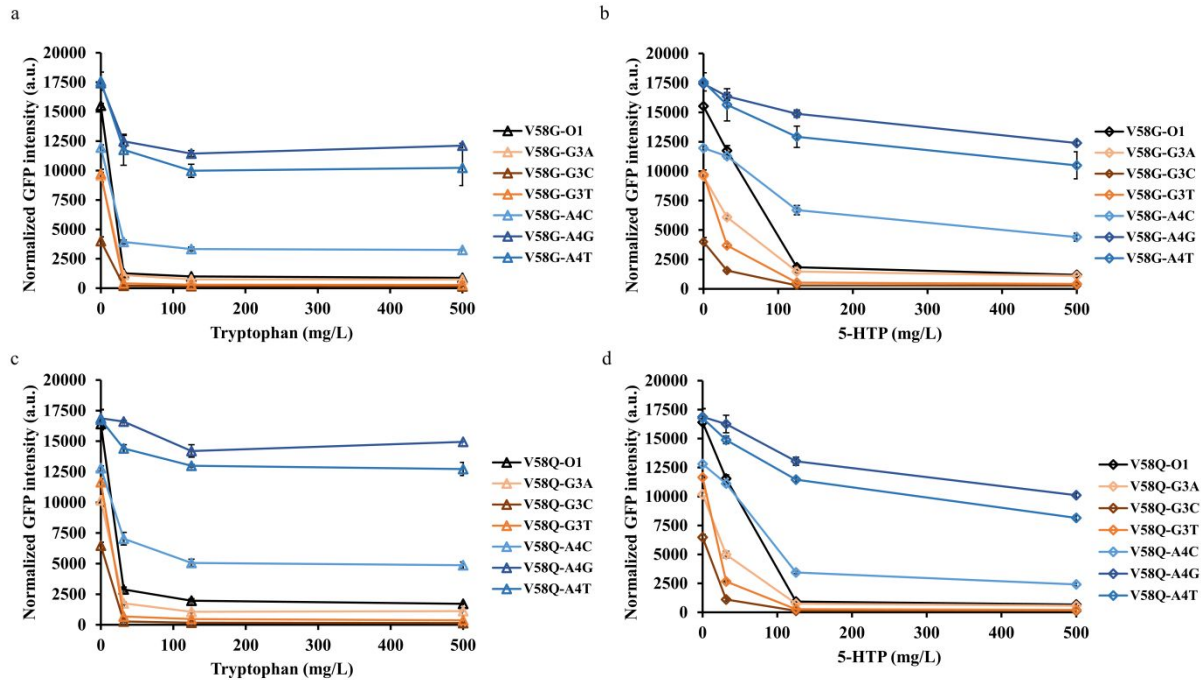 a
20000
17500
15000
12500
10000
7500
5000
2500
0
Normalized GFP intensity (a.u.)
0 100 200 300 400 500
Tryptophan (mg/L)
V58G-O1
V58G-G3A
V58G-G3C
V58G-G3T
V58G-A4C
V58G-A4G
V58G-A4T
b
20000
17500
15000
12500
10000
7500
5000
2500
0
Normalized GFP intensity (a.u.)
0 100 200 300 400 500
5-HTP (mg/L)
V58G-O1
V58G-G3A
V58G-G3C
V58G-G3T
V58G-A4C
V58G-A4G
V58G-A4T
c
20000
17500
15000
12500
10000
7500
5000
2500
0
Normalized GFP intensity (a.u.)
0 100 200 300 400 500
Tryptophan (mg/L)
V58Q-O1
V58Q-G3A
V58Q-G3C
V58Q-G3T
V58Q-A4C
V58Q-A4G
V58Q-A4T
d
20000
17500
15000
12500
10000
7500
5000
2500
0
Normalized GFP intensity (a.u.)
0 100 200 300 400 500
5-HTP (mg/L)
V58Q-O1
V58Q-G3A
V58Q-G3C
V58Q-G3T
V58Q-A4C
V58Q-A4G
V58Q-A4T